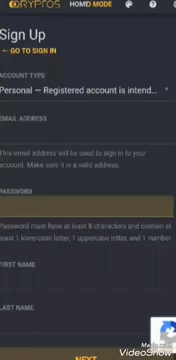 CRYPTOS HOME MODE
Sign Up
← GO TO SIGN IN
ACCOUNT TYPE
Personal — Registered account is intend...
EMAIL ADDRESS
This email address will be used to sign in to your
account. Make sure it is a valid address.
PASSWORD
Password must have at least 8 characters and contain at
least 1 lowercase letter, 1 uppercase letter, and 1 number
FIRST NAME
LAST NAME
NEXT
Made with
VideoShow